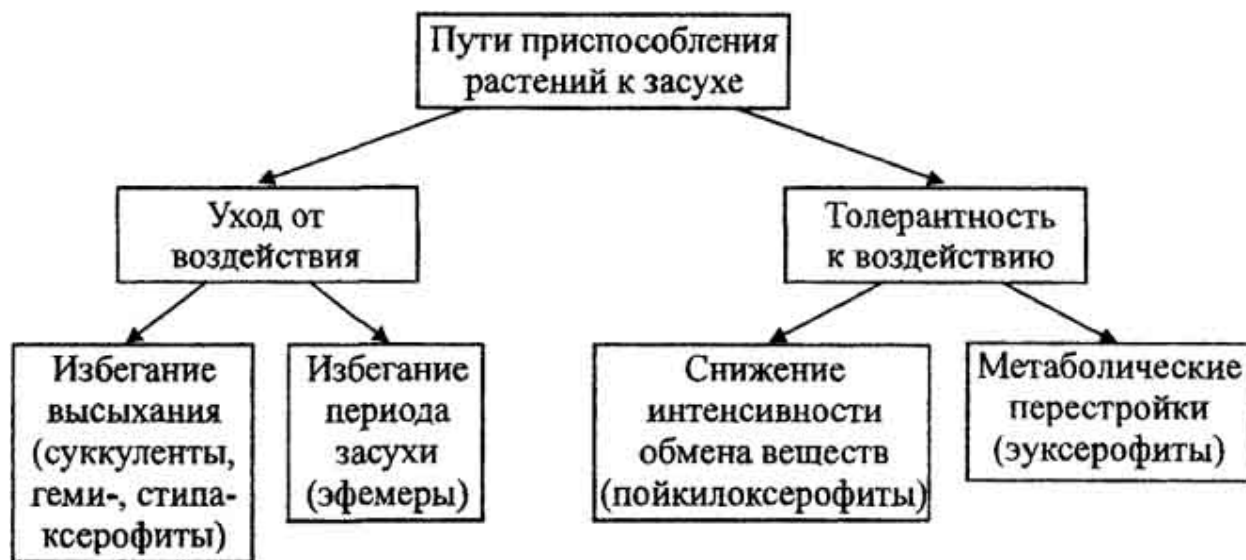 Пути приспособления
растений к засухе
Уход от
воздействия
Толерантность
к воздействию
Избегание
высыхания
(суккуленты,
геми-, стипа-
ксерофиты)
Избегание
периода
засухи
(эфемеры)
Снижение
интенсивности
обмена веществ
(пойкилоксерофиты)
Метаболические
перестройки
(эуксерофиты)